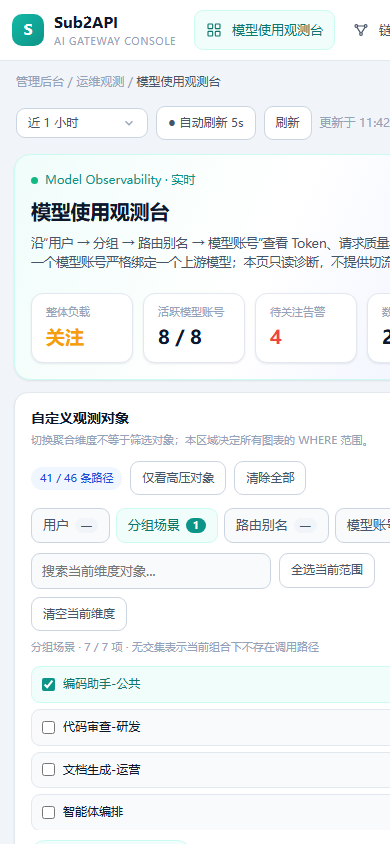 S Sub2API
AI GATEWAY CONSOLE
模型使用观测台
管理后台 / 运维观测 / 模型使用观测台
近 1 小时
● 自动刷新 5s
刷新
更新于 11:42
Model Observability · 实时
模型使用观测台
沿“用户 → 分组 → 路由别名 → 模型账号”查看 Token、请求质量
一个模型账号严格绑定一个上游模型；本页只读诊断，不提供切流
整体负载
关注
活跃模型账号
8 / 8
待关注告警
4
自定义观测对象
切换聚合维度不等于筛选对象；本区域决定所有图表的 WHERE 范围。
41 / 46 条路径
仅看高压对象
清除全部
用户 —
分组场景 1
路由别名 —
模型账号
搜索当前维度对象...
全选当前范围
清空当前维度
分组场景 · 7 / 7 项 · 无交集表示当前组合下不存在调用路径
编码助手-公共
代码审查-研发
文档生成-运营
智能体编排